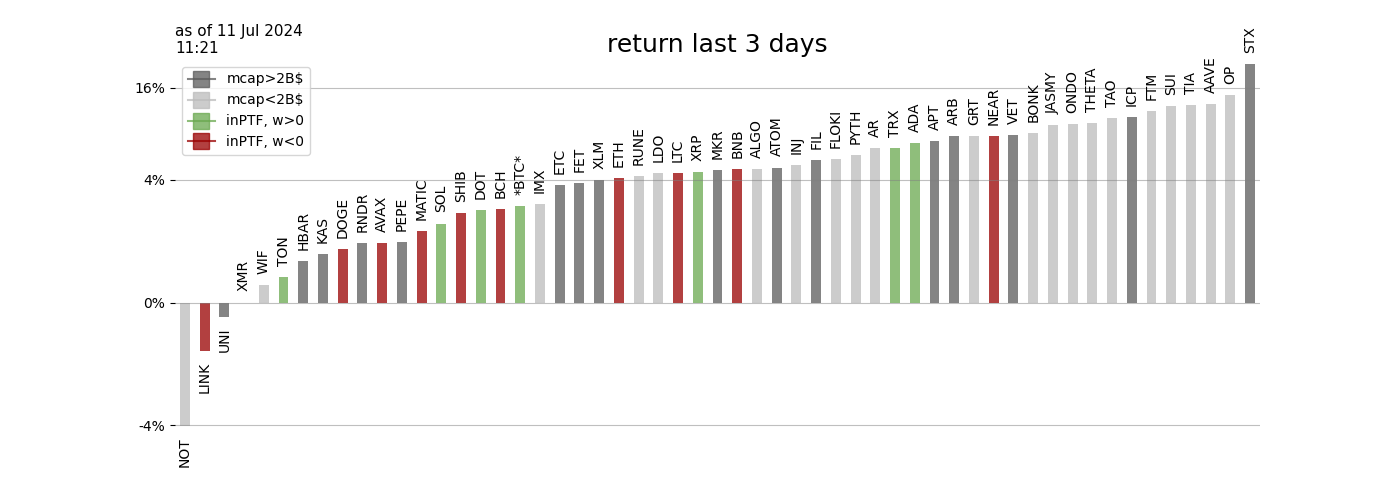 as of 11 Jul 2024
11:21
return last 3 days
mcap>2B$
mcap<2B$
inPTF, w>0
inPTF, w<0
16%
4%
0%
-4%
NOT
LINK
UNI
XMR
WIF
TON
HBAR
KAS
DOGE
RNDR
AVAX
PEPE
MATIC
SOL
SHIB
DOT
BCH
*BTC*
IMX
ETC
FET
XLM
ETH
RUNE
LDO
LTC
XRP
MKR
BNB
ALGO
ATOM
INJ
FIL
FLOKI
PYTH
AR
TRX
ADA
APT
ARB
GRT
NEAR
VET
BONK
JASMY
ONDO
THETA
TAO
ICP
FTM
SUI
TIA
AAVE
OP
STX